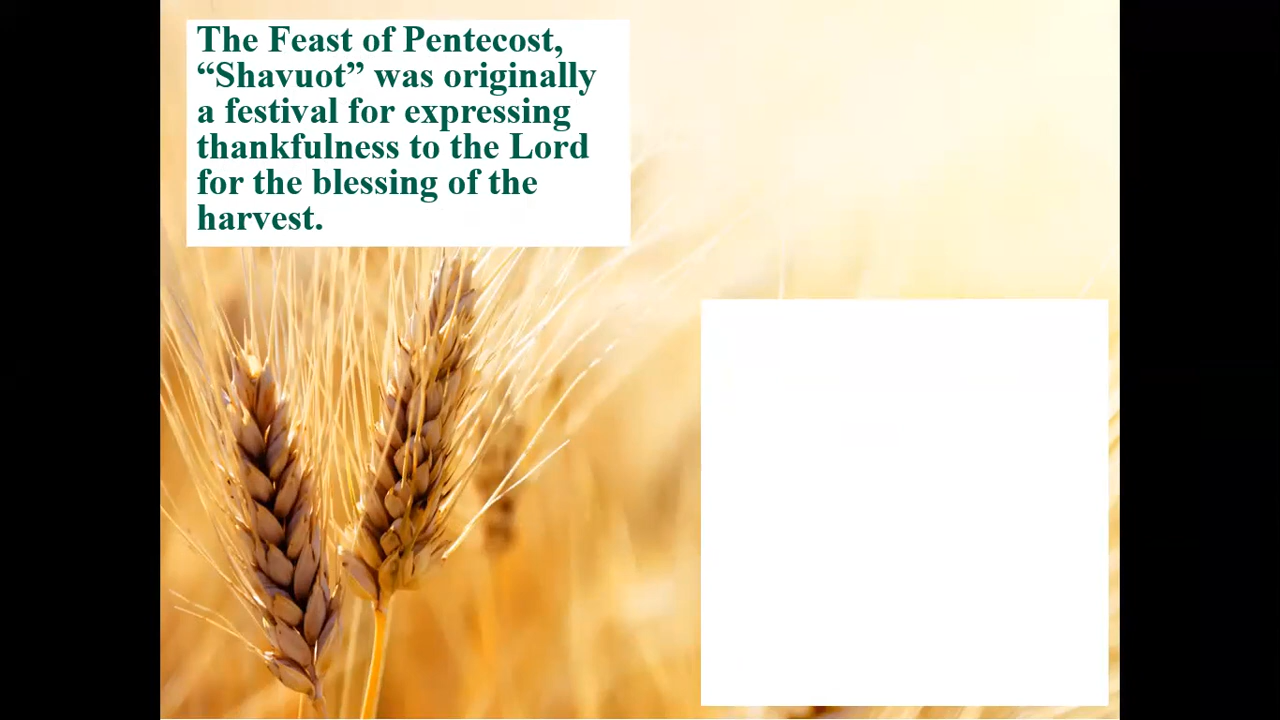 The Feast of Pentecost,
“Shavuot” was originally
a festival for expressing
thankfulness to the Lord
for the blessing of the
harvest.